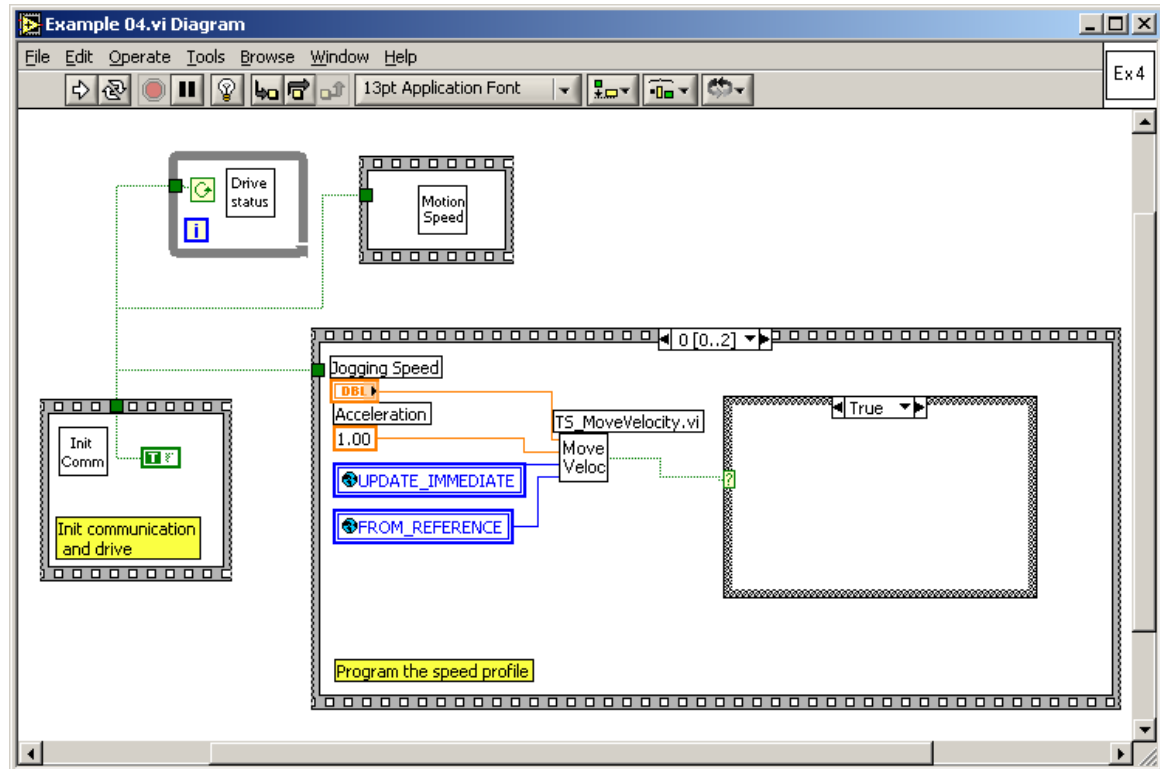 Example 04.vi Diagram
File Edit Operate Tools Browse Window Help
Ex4
13pt Application Font
Drive
status
i
Motion
Speed
0 [0..2]
Jogging Speed
DBL
Acceleration
1.00
UPDATE_IMMEDIATE
FROM_REFERENCE
TS_MoveVelocity.vi
Move
Veloc
True
?
Init
Comm
T
Init communication
and drive
Program the speed profile